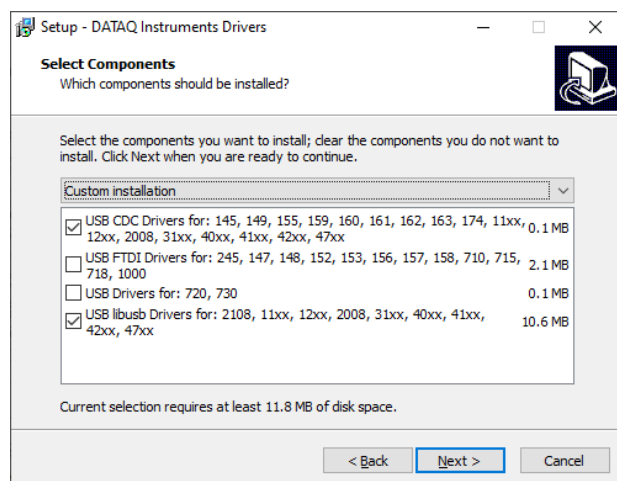 Setup - DATAQ Instruments Drivers
Select Components
Which components should be installed?
Select the components you want to install; clear the components you do not want to
install. Click Next when you are ready to continue.
Custom installation
USB CDC Drivers for: 145, 149, 155, 159, 160, 161, 162, 163, 174, 11xx, 0.1 MB
12xx, 2008, 31xx, 40xx, 41xx, 42xx, 47xx
USB FTDI Drivers for: 245, 147, 148, 152, 153, 156, 157, 158, 710, 715, 2.1 MB
718, 1000
USB Drivers for: 720, 730 0.1 MB
USB libusb Drivers for: 2108, 11xx, 12xx, 2008, 31xx, 40xx, 41xx, 10.6 MB
42xx, 47xx
Current selection requires at least 11.8 MB of disk space.
< Back Next > Cancel